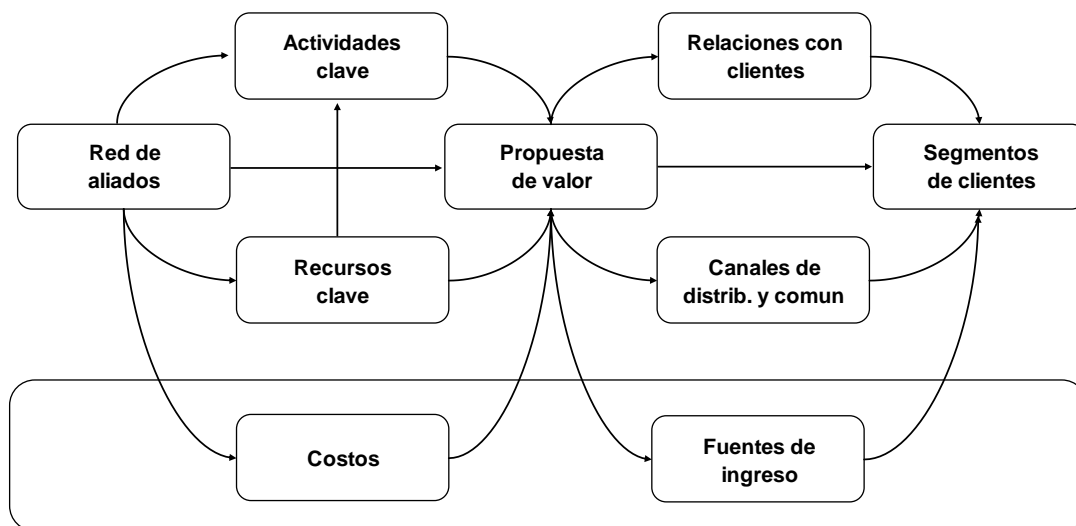 Actividades
clave
Relaciones con
clientes
Red de
aliados
Propuesta
de valor
Segmentos
de clientes
Recursos
clave
Canales de
distrib. y comun
Costos
Fuentes de
ingreso